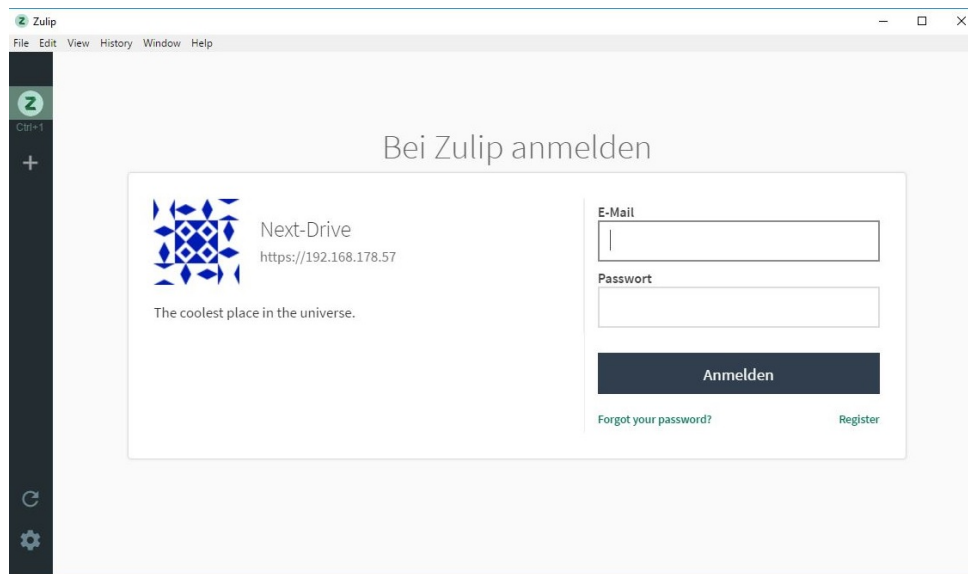 Z Zulip
File Edit View History Window Help
Z
Ctrl+1
Bei Zulip anmelden
Next-Drive
https://192.168.178.57
The coolest place in the universe.
E-Mail
Passwort
Anmelden
Forgot your password? Register